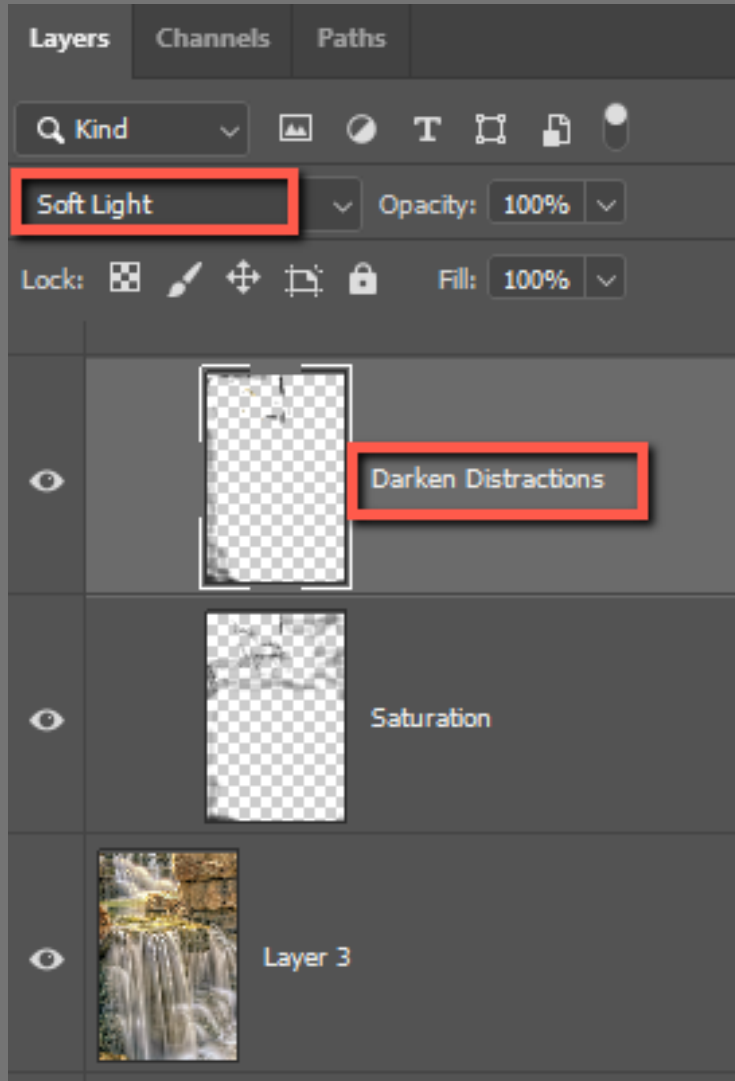 Layers Channels Paths
Kind
Soft Light Opacity: 100%
Lock: Fill: 100%
Darken Distractions
Saturation
Layer 3